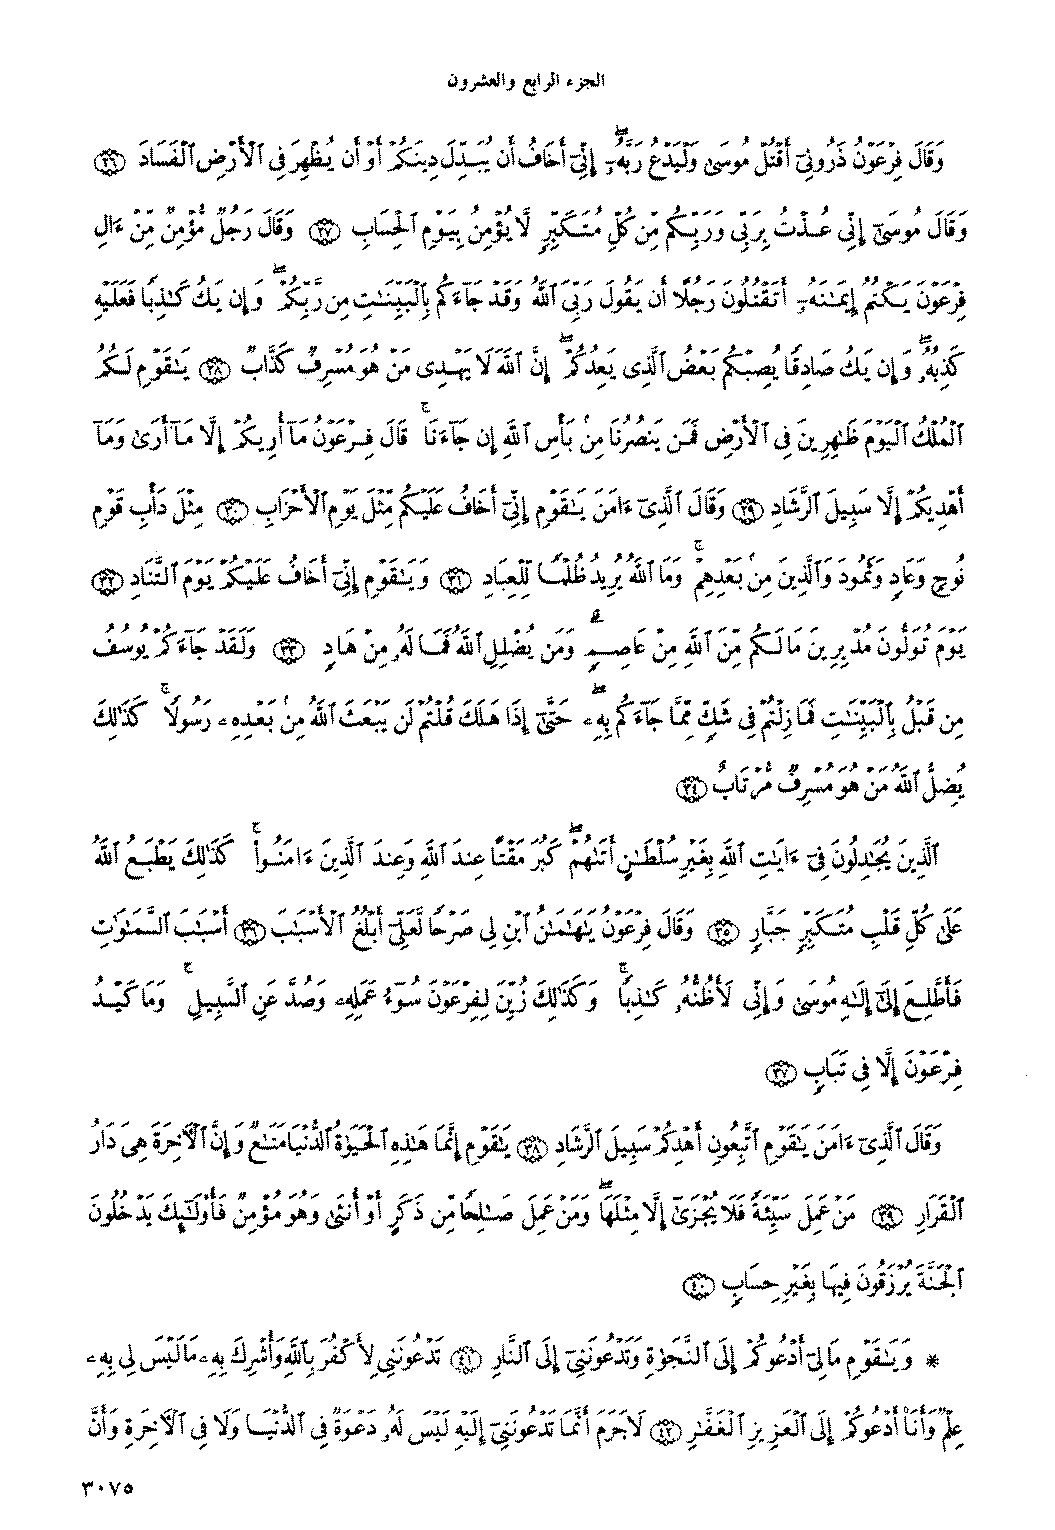 الجزء الرابع والعشرون
وَقَالَ فِرْعَوْنُ ذَرُونِىٓ أَقْتُلْ مُوسَىٰ وَلْيَدْعُ رَبَّهُۥٓ ۖ إِنِّىٓ أَخَافُ أَن يُبَدِّلَ دِينَكُمْ أَوْ أَن يُظْهِرَ فِى ٱلْأَرْضِ ٱلْفَسَادَ ﴿٢٦﴾
وَقَالَ مُوسَىٰٓ إِنِّى عُذْتُ بِرَبِّى وَرَبِّكُم مِّن كُلِّ مُتَكَبِّرٍ لَّا يُؤْمِنُ بِيَوْمِ ٱلْحِسَابِ ﴿٢٧﴾ وَقَالَ رَجُلٌ مُّؤْمِنٌ مِّنْ ءَالِ
فِرْعَوْنَ يَكْتُمُ إِيمَـٰنَهُۥٓ أَتَقْتُلُونَ رَجُلًا أَن يَقُولَ رَبِّىَ ٱللَّهُ وَقَدْ جَآءَكُم بِٱلْبَيِّنَـٰتِ مِن رَّبِّكُمْ ۖ وَإِن يَكُ كَـٰذِبًا فَعَلَيْهِ
كَذِبُهُۥ ۖ وَإِن يَكُ صَادِقًا يُصِبْكُم بَعْضُ ٱلَّذِى يَعِدُكُمْ ۖ إِنَّ ٱللَّهَ لَا يَهْدِى مَنْ هُوَ مُسْرِفٌ كَذَّابٌ ﴿٢٨﴾ يَـٰقَوْمِ لَكُمُ
ٱلْمُلْكُ ٱلْيَوْمَ ظَـٰهِرِينَ فِى ٱلْأَرْضِ فَمَن يَنصُرُنَا مِنۢ بَأْسِ ٱللَّهِ إِن جَآءَنَا ۚ قَالَ فِرْعَوْنُ مَآ أُرِيكُمْ إِلَّا مَآ أَرَىٰ وَمَآ
أَهْدِيكُمْ إِلَّا سَبِيلَ ٱلرَّشَادِ ﴿٢٩﴾ وَقَالَ ٱلَّذِىٓ ءَامَنَ يَـٰقَوْمِ إِنِّىٓ أَخَافُ عَلَيْكُم مِّثْلَ يَوْمِ ٱلْأَحْزَابِ ﴿٣٠﴾ مِثْلَ دَأْبِ قَوْمِ
نُوحٍ وَعَادٍ وَثَمُودَ وَٱلَّذِينَ مِنۢ بَعْدِهِمْ ۚ وَمَا ٱللَّهُ يُرِيدُ ظُلْمًا لِّلْعِبَادِ ﴿٣١﴾ وَيَـٰقَوْمِ إِنِّىٓ أَخَافُ عَلَيْكُمْ يَوْمَ ٱلتَّنَادِ ﴿٣٢﴾
يَوْمَ تُوَلُّونَ مُدْبِرِينَ مَا لَكُم مِّنَ ٱللَّهِ مِنْ عَاصِمٍ ۗ وَمَن يُضْلِلِ ٱللَّهُ فَمَا لَهُۥ مِنْ هَادٍ ﴿٣٣﴾ وَلَقَدْ جَآءَكُمْ يُوسُفُ
مِن قَبْلُ بِٱلْبَيِّنَـٰتِ فَمَا زِلْتُمْ فِى شَكٍّ مِّمَّا جَآءَكُم بِهِۦ ۖ حَتَّىٰٓ إِذَا هَلَكَ قُلْتُمْ لَن يَبْعَثَ ٱللَّهُ مِنۢ بَعْدِهِۦ رَسُولًا ۚ كَذَٰلِكَ
يُضِلُّ ٱللَّهُ مَنْ هُوَ مُسْرِفٌ مُّرْتَابٌ ﴿٣٤﴾
ٱلَّذِينَ يُجَـٰدِلُونَ فِىٓ ءَايَـٰتِ ٱللَّهِ بِغَيْرِ سُلْطَـٰنٍ أَتَىٰهُمْ ۖ كَبُرَ مَقْتًا عِندَ ٱللَّهِ وَعِندَ ٱلَّذِينَ ءَامَنُوا۟ ۚ كَذَٰلِكَ يَطْبَعُ ٱللَّهُ
عَلَىٰ كُلِّ قَلْبِ مُتَكَبِّرٍ جَبَّارٍ ﴿٣٥﴾ وَقَالَ فِرْعَوْنُ يَـٰهَـٰمَـٰنُ ٱبْنِ لِى صَرْحًا لَّعَلِّىٓ أَبْلُغُ ٱلْأَسْبَـٰبَ ﴿٣٦﴾ أَسْبَـٰبَ ٱلسَّمَـٰوَٰتِ
فَأَطَّلِعَ إِلَىٰٓ إِلَـٰهِ مُوسَىٰ وَإِنِّى لَأَظُنُّهُۥ كَـٰذِبًا ۚ وَكَذَٰلِكَ زُيِّنَ لِفِرْعَوْنَ سُوٓءُ عَمَلِهِۦ وَصُدَّ عَنِ ٱلسَّبِيلِ ۚ وَمَا كَيْدُ
فِرْعَوْنَ إِلَّا فِى تَبَابٍ ﴿٣٧﴾
وَقَالَ ٱلَّذِىٓ ءَامَنَ يَـٰقَوْمِ ٱتَّبِعُونِ أَهْدِكُمْ سَبِيلَ ٱلرَّشَادِ ﴿٣٨﴾ يَـٰقَوْمِ إِنَّمَا هَـٰذِهِ ٱلْحَيَوٰةُ ٱلدُّنْيَا مَتَـٰعٌ وَإِنَّ ٱلْـَٔاخِرَةَ هِىَ دَارُ
ٱلْقَرَارِ ﴿٣٩﴾ مَنْ عَمِلَ سَيِّئَةً فَلَا يُجْزَىٰٓ إِلَّا مِثْلَهَا ۖ وَمَنْ عَمِلَ صَـٰلِحًا مِّن ذَكَرٍ أَوْ أُنثَىٰ وَهُوَ مُؤْمِنٌ فَأُو۟لَـٰٓئِكَ يَدْخُلُونَ
ٱلْجَنَّةَ يُرْزَقُونَ فِيهَا بِغَيْرِ حِسَابٍ ﴿٤٠﴾
* وَيَـٰقَوْمِ مَا لِىٓ أَدْعُوكُمْ إِلَى ٱلنَّجَوٰةِ وَتَدْعُونَنِىٓ إِلَى ٱلنَّارِ ﴿٤١﴾ تَدْعُونَنِى لِأَكْفُرَ بِٱللَّهِ وَأُشْرِكَ بِهِۦ مَا لَيْسَ لِى بِهِۦ
عِلْمٌ وَأَنَا۠ أَدْعُوكُمْ إِلَى ٱلْعَزِيزِ ٱلْغَفَّـٰرِ ﴿٤٢﴾ لَا جَرَمَ أَنَّمَا تَدْعُونَنِىٓ إِلَيْهِ لَيْسَ لَهُۥ دَعْوَةٌ فِى ٱلدُّنْيَا وَلَا فِى ٱلْـَٔاخِرَةِ وَأَنَّ
٣٠٧٥